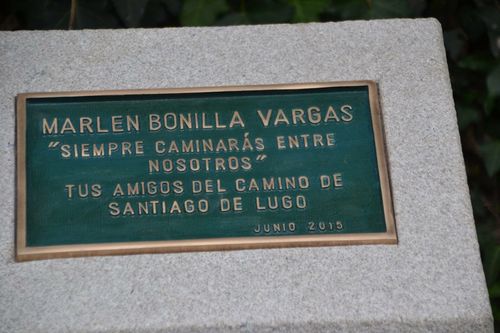 MARLEN BONILLA VARGAS
"SIEMPRE CAMINARÁS ENTRE
NOSOTROS"
TUS AMIGOS DEL CAMINO DE
SANTIAGO DE LUGO
JUNIO 2015